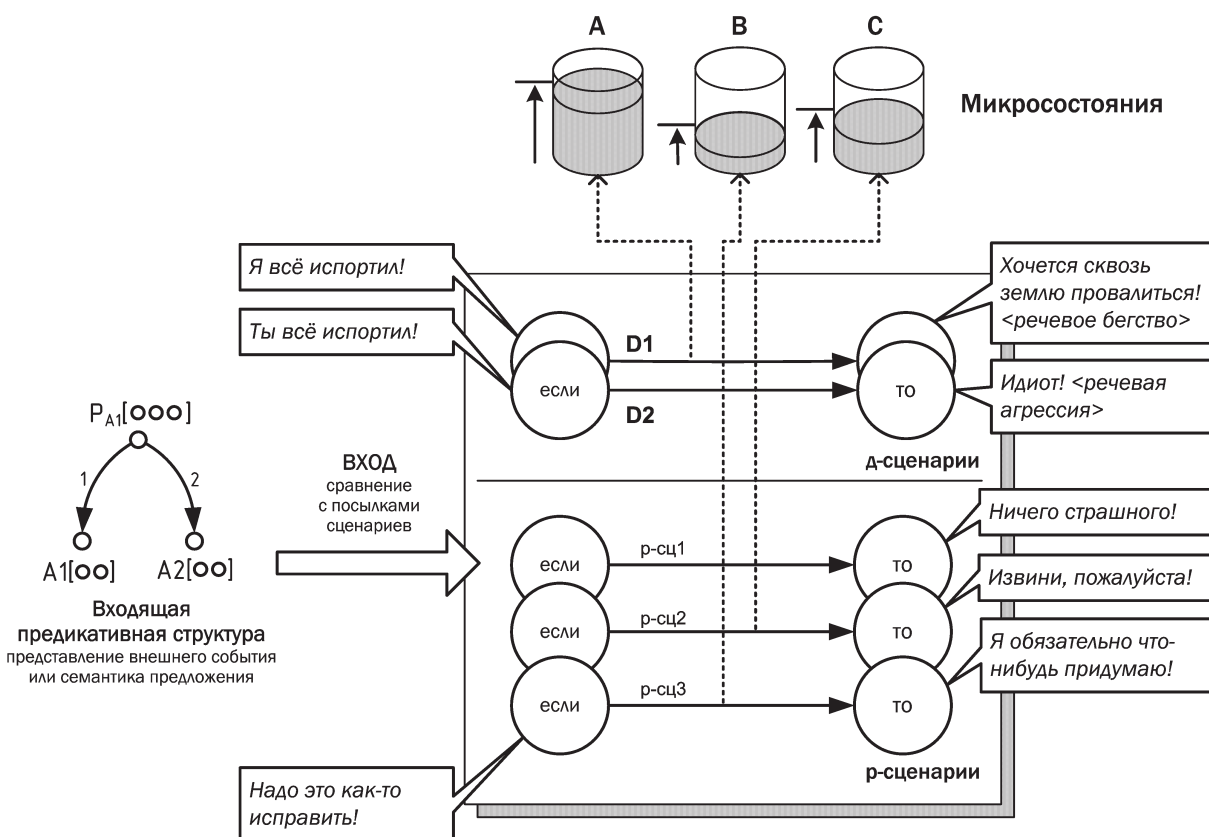 A
B
C
Микросостояния
Я всё испортил!
Ты всё испортил!
Хочется сквозь
землю провалиться!
<речевое бегство>
D1
если
то
D2
Идиот! <речевая
агрессия>
д-сценарии
PA1[ooo]
1
2
A1[oo]
A2[oo]
Входящая
предикативная структура
представление внешнего события
или семантика предложения
ВХОД
сравнение
с посылками
сценариев
Ничего страшного!
если
р-сц1
то
Извини, пожалуйста!
если
р-сц2
то
Я обязательно что-
нибудь придумаю!
если
р-сц3
то
р-сценарии
Надо это как-то
исправить!